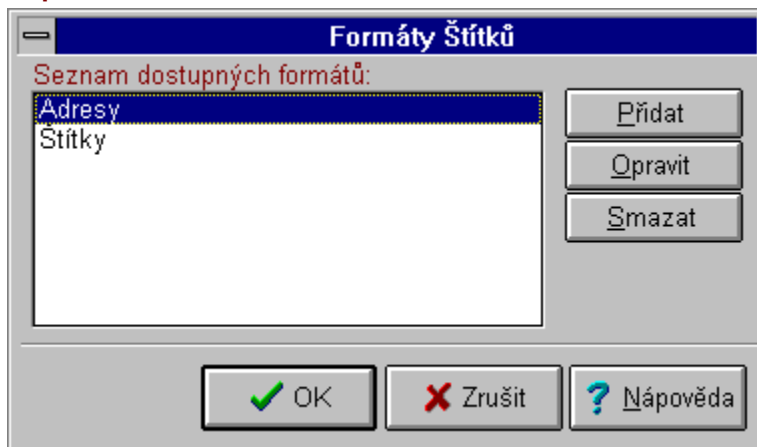 Formáty Štítků
Seznam dostupných formátů:
Adresy
Štítky
Přidat
Opravit
Smazat
OK
Zrušit
Nápověda